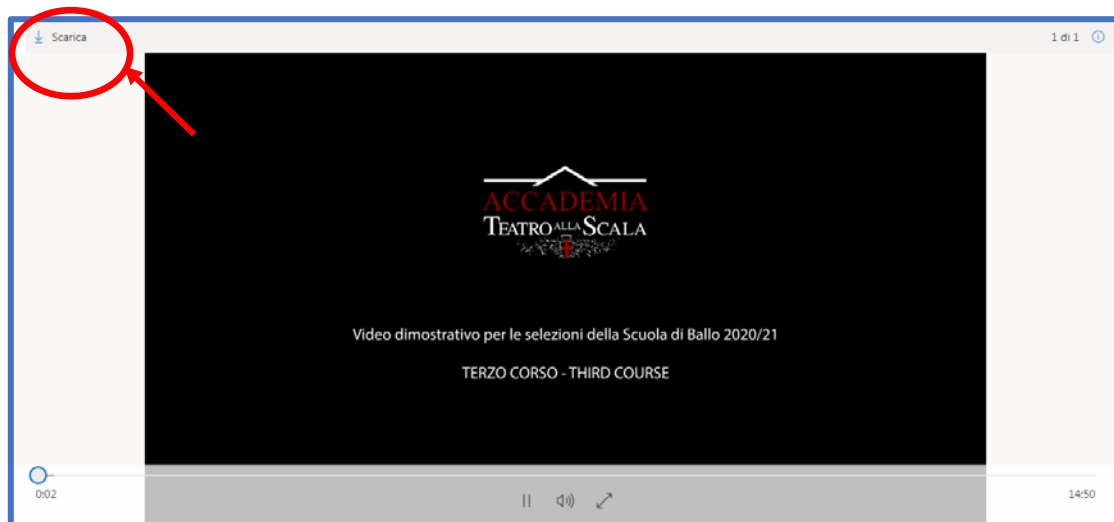 Scarica
1 di 1
ACCADEMIA
TEATRO ALLA SCALA
Video dimostrativo per le selezioni della Scuola di Ballo 2020/21
TERZO CORSO - THIRD COURSE
0:02
14:50